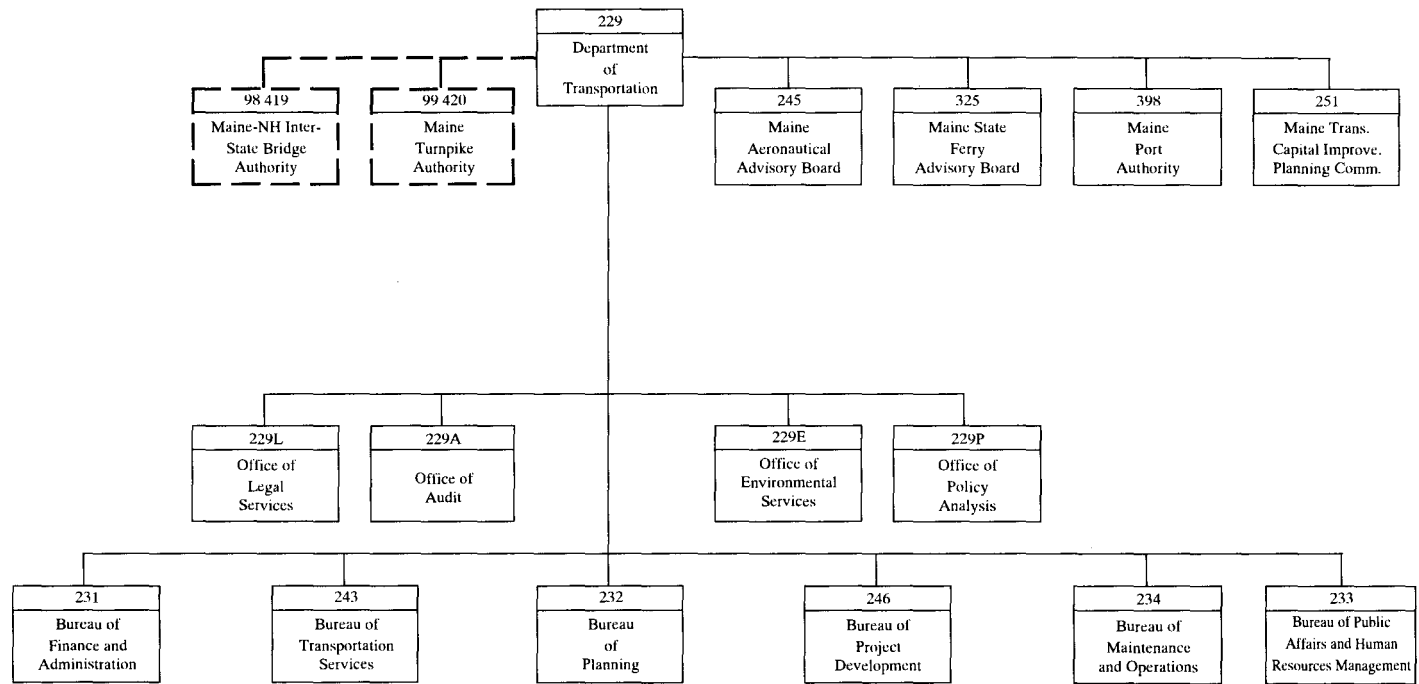 229
Department
of
Transportation
98 419
Maine-NH Inter-
State Bridge
Authority
99 420
Maine
Turnpike
Authority
245
Maine
Aeronautical
Advisory Board
325
Maine State
Ferry
Advisory Board
398
Maine
Port
Authority
251
Maine Trans.
Capital Improve.
Planning Comm.
229L
Office of
Legal
Services
229A
Office of
Audit
229E
Office of
Environmental
Services
229P
Office of
Policy
Analysis
231
Bureau of
Finance and
Administration
243
Bureau of
Transportation
Services
232
Bureau
of
Planning
246
Bureau of
Project
Development
234
Bureau of
Maintenance
and Operations
233
Bureau of Public
Affairs and Human
Resources Management